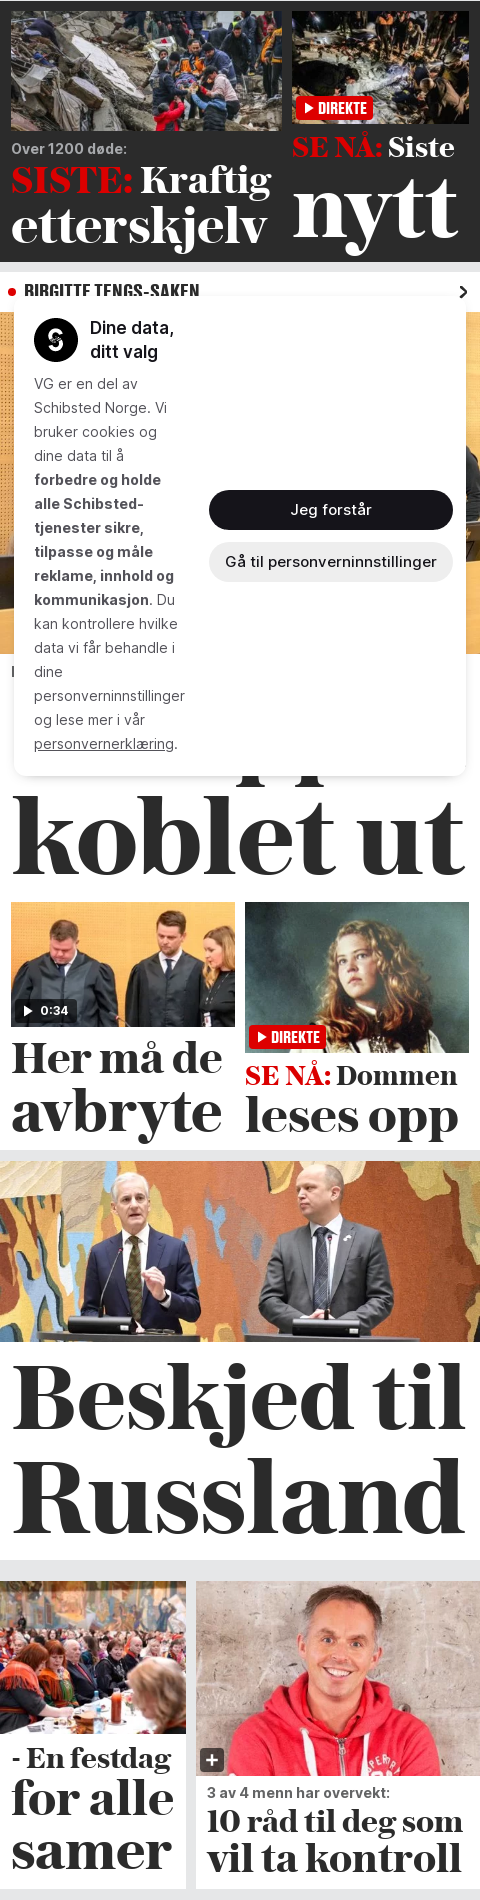 Over 1200 døde:
SISTE: Kraftig
etterskjelv
DIREKTE
SE NÅ: Siste
nytt
BIRGITTE TENGS-SAKEN
Dine data,
ditt valg
VG er en del av
Schibsted Norge. Vi
bruker cookies og
dine data til å
forbedre og holde
alle Schibsted-
tjenester sikre,
tilpasse og måle
reklame, innhold og
kommunikasjon. Du
kan kontrollere hvilke
data vi får behandle i
dine
personverninnstillinger
og lese mer i vår
personvernerklæring.
Jeg forstår
Gå til personverninnstillinger
koblet ut
0:34
Her må de
avbryte
DIREKTE
SE NÅ: Dommen
leses opp
Beskjed til
Russland
- En festdag
for alle
samer
3 av 4 menn har overvekt:
10 råd til deg som
vil ta kontroll